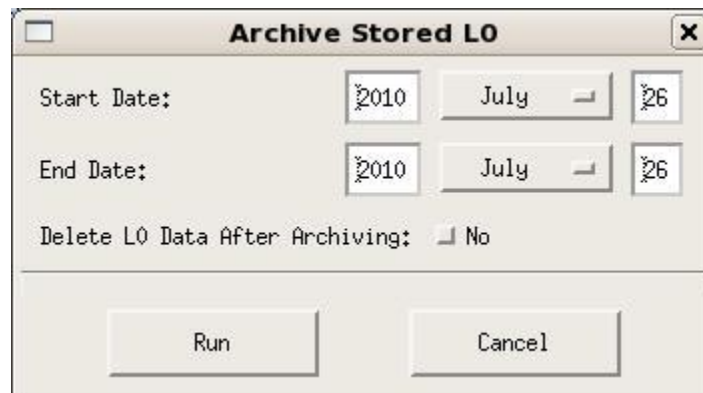 Archive Stored L0
Start Date: 2010 July 26
End Date: 2010 July 26
Delete L0 Data After Archiving: No
Run Cancel